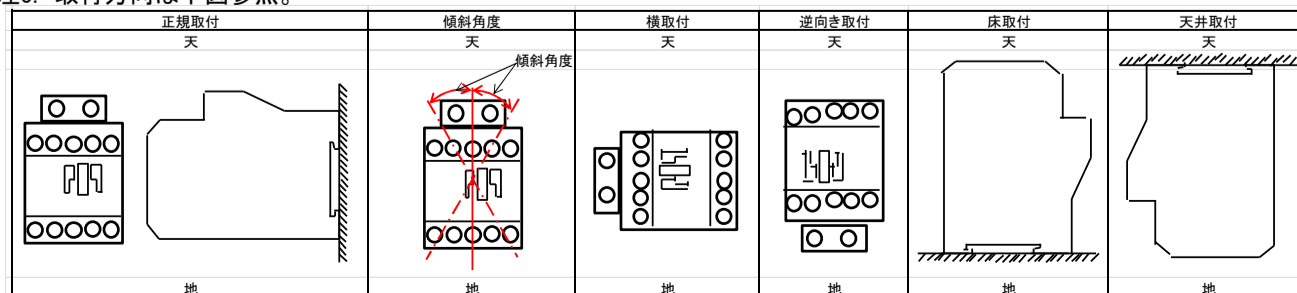 取付方向は下図参照。
正規取付 傾斜角度 横取付 逆向き取付 床取付 天井取付
天 天 天 天 天 天
傾斜角度
地 地 地 地 地 地